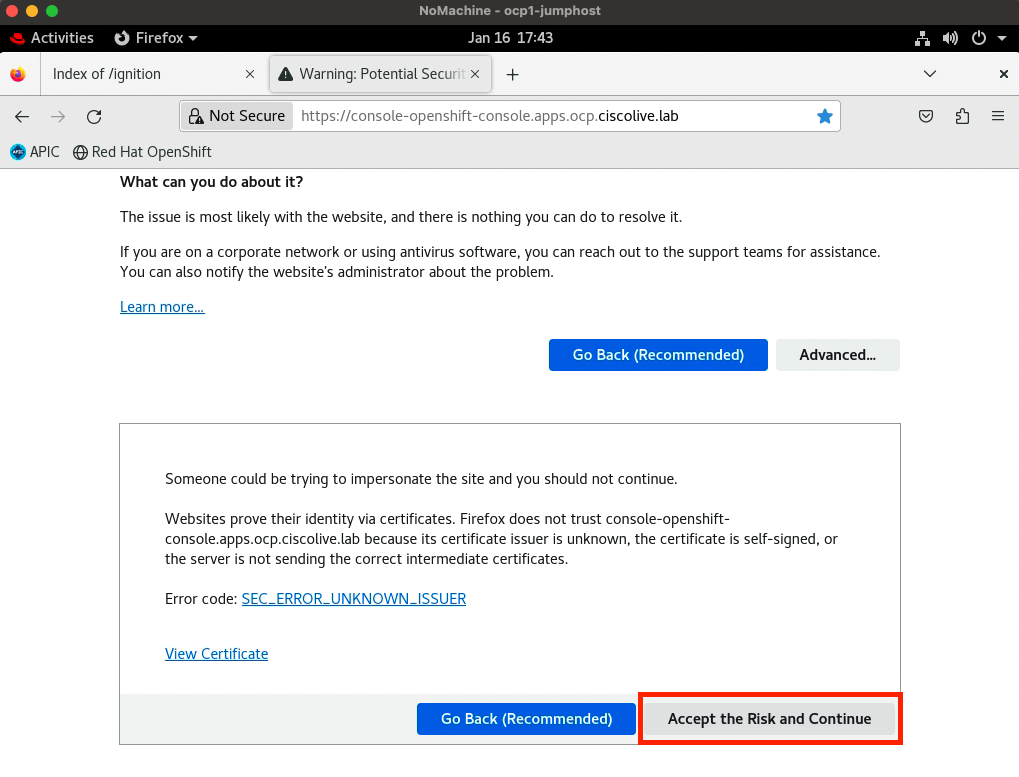 NoMachine - ocp1-jumphost
Activities Firefox Jan 16 17:43
Index of /ignition Warning: Potential Securit
Not Secure https://console-openshift-console.apps.ocp.ciscolive.lab
APIC APIC Red Hat OpenShift
What can you do about it?
The issue is most likely with the website, and there is nothing you can do to resolve it.
If you are on a corporate network or using antivirus software, you can reach out to the support teams for assistance.
You can also notify the website's administrator about the problem.
Learn more...
Go Back (Recommended) Advanced...
Someone could be trying to impersonate the site and you should not continue.
Websites prove their identity via certificates. Firefox does not trust console-openshift-
console.apps.ocp.ciscolive.lab because its certificate issuer is unknown, the certificate is self-signed, or
the server is not sending the correct intermediate certificates.
Error code: SEC_ERROR_UNKNOWN_ISSUER
View Certificate
Go Back (Recommended) Accept the Risk and Continue